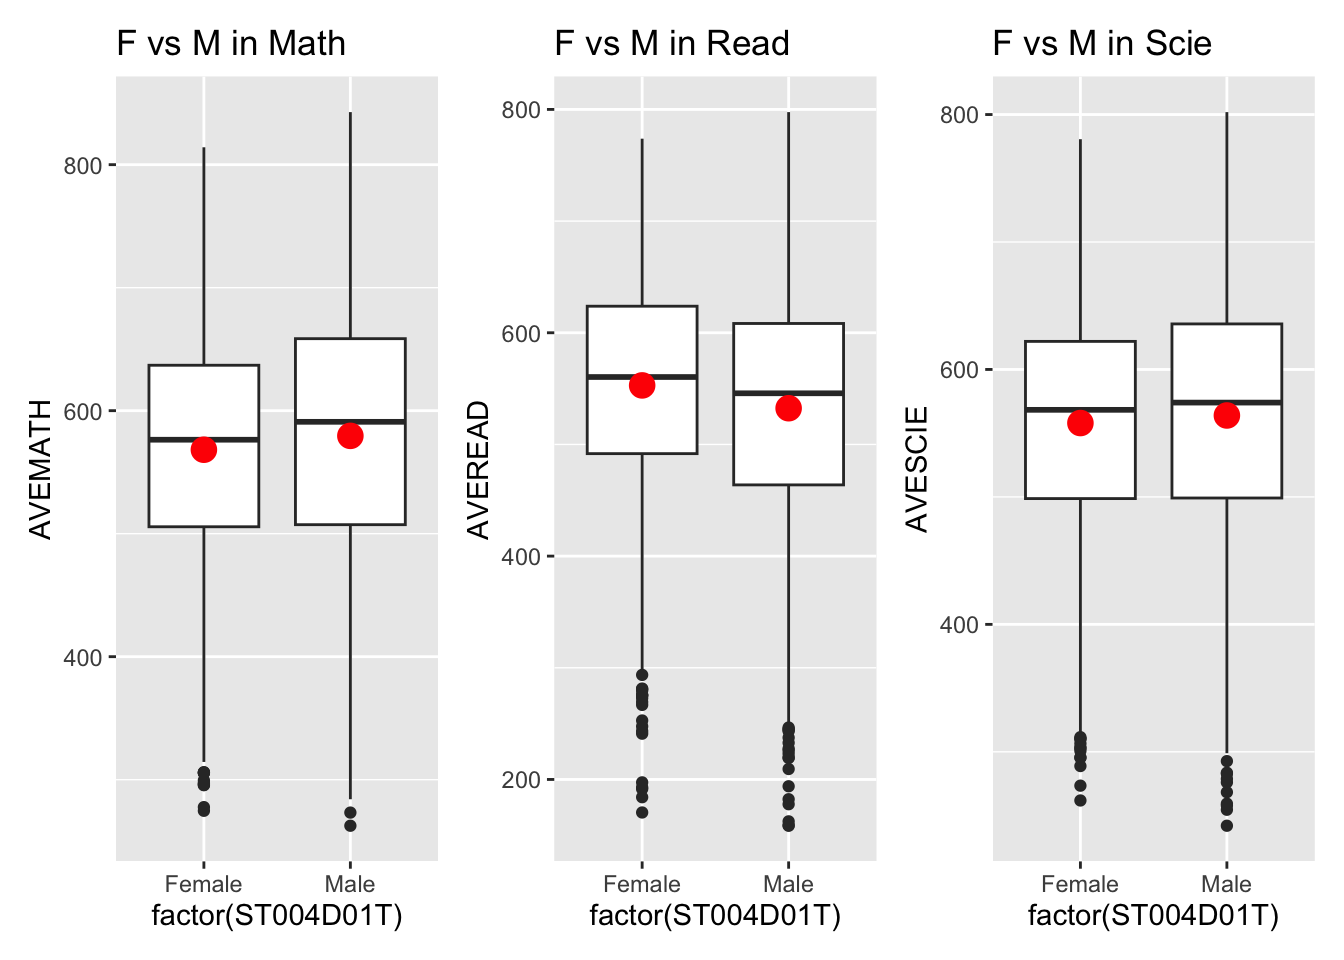 F vs M in Math
AVEMATH
800
600
400
Female Male
factor(ST004D01T)
F vs M in Read
AVEREAD
800
600
400
200
Female Male
factor(ST004D01T)
F vs M in Scie
AVESCIE
800
600
400
Female Male
factor(ST004D01T)